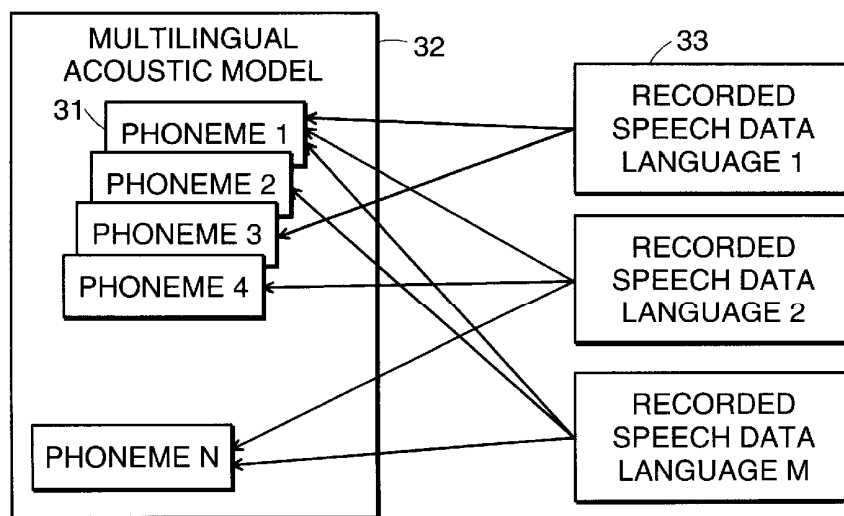 MULTILINGUAL
ACOUSTIC MODEL
32
31
PHONEME 1
PHONEME 2
PHONEME 3
PHONEME 4
PHONEME N
33
RECORDED
SPEECH DATA
LANGUAGE 1
RECORDED
SPEECH DATA
LANGUAGE 2
RECORDED
SPEECH DATA
LANGUAGE M